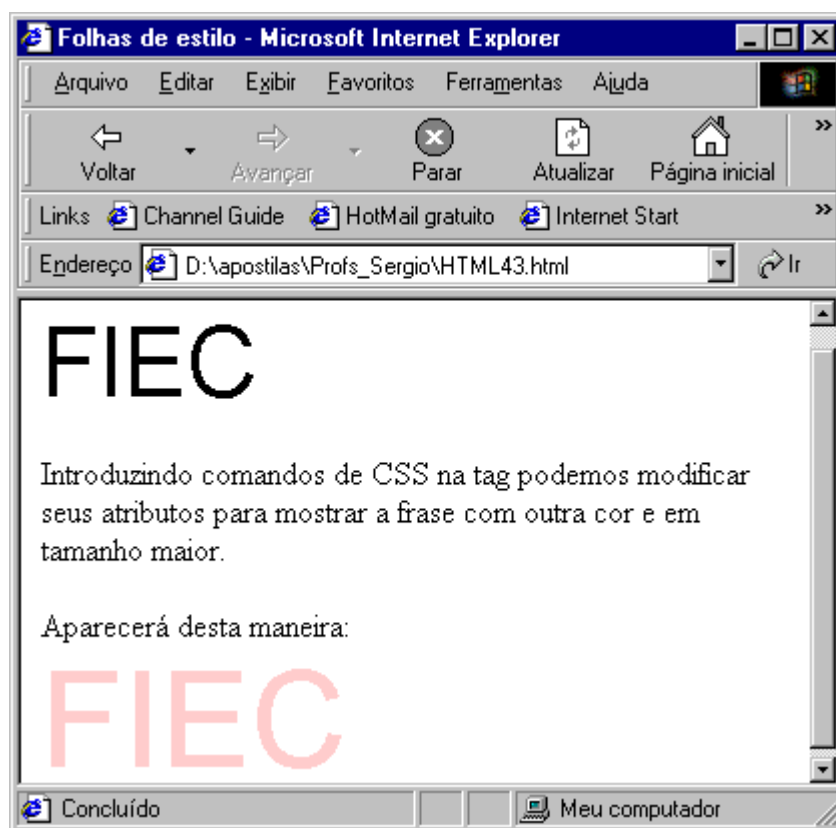 Folhas de estilo - Microsoft Internet Explorer
Arquivo Editar Exibir Favoritos Ferramentas Ajuda
Voltar Avançar Parar Atualizar Página inicial »
Links Channel Guide HotMail gratuito Internet Start »
Endereço D:\apostilas\Profs_Sergio\HTML43.html Ir
FIEC
Introduzindo comandos de CSS na tag podemos modificar
seus atributos para mostrar a frase com outra cor e em
tamanho maior.
Aparecerá desta maneira:
FIEC
Concluído Meu computador